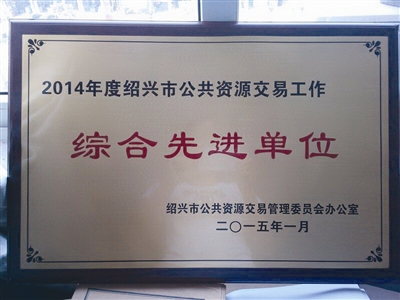 2014年度绍兴市公共资源交易工作
综合先进单位
绍兴市公共资源交易管理委员会办公室
二〇一五年一月